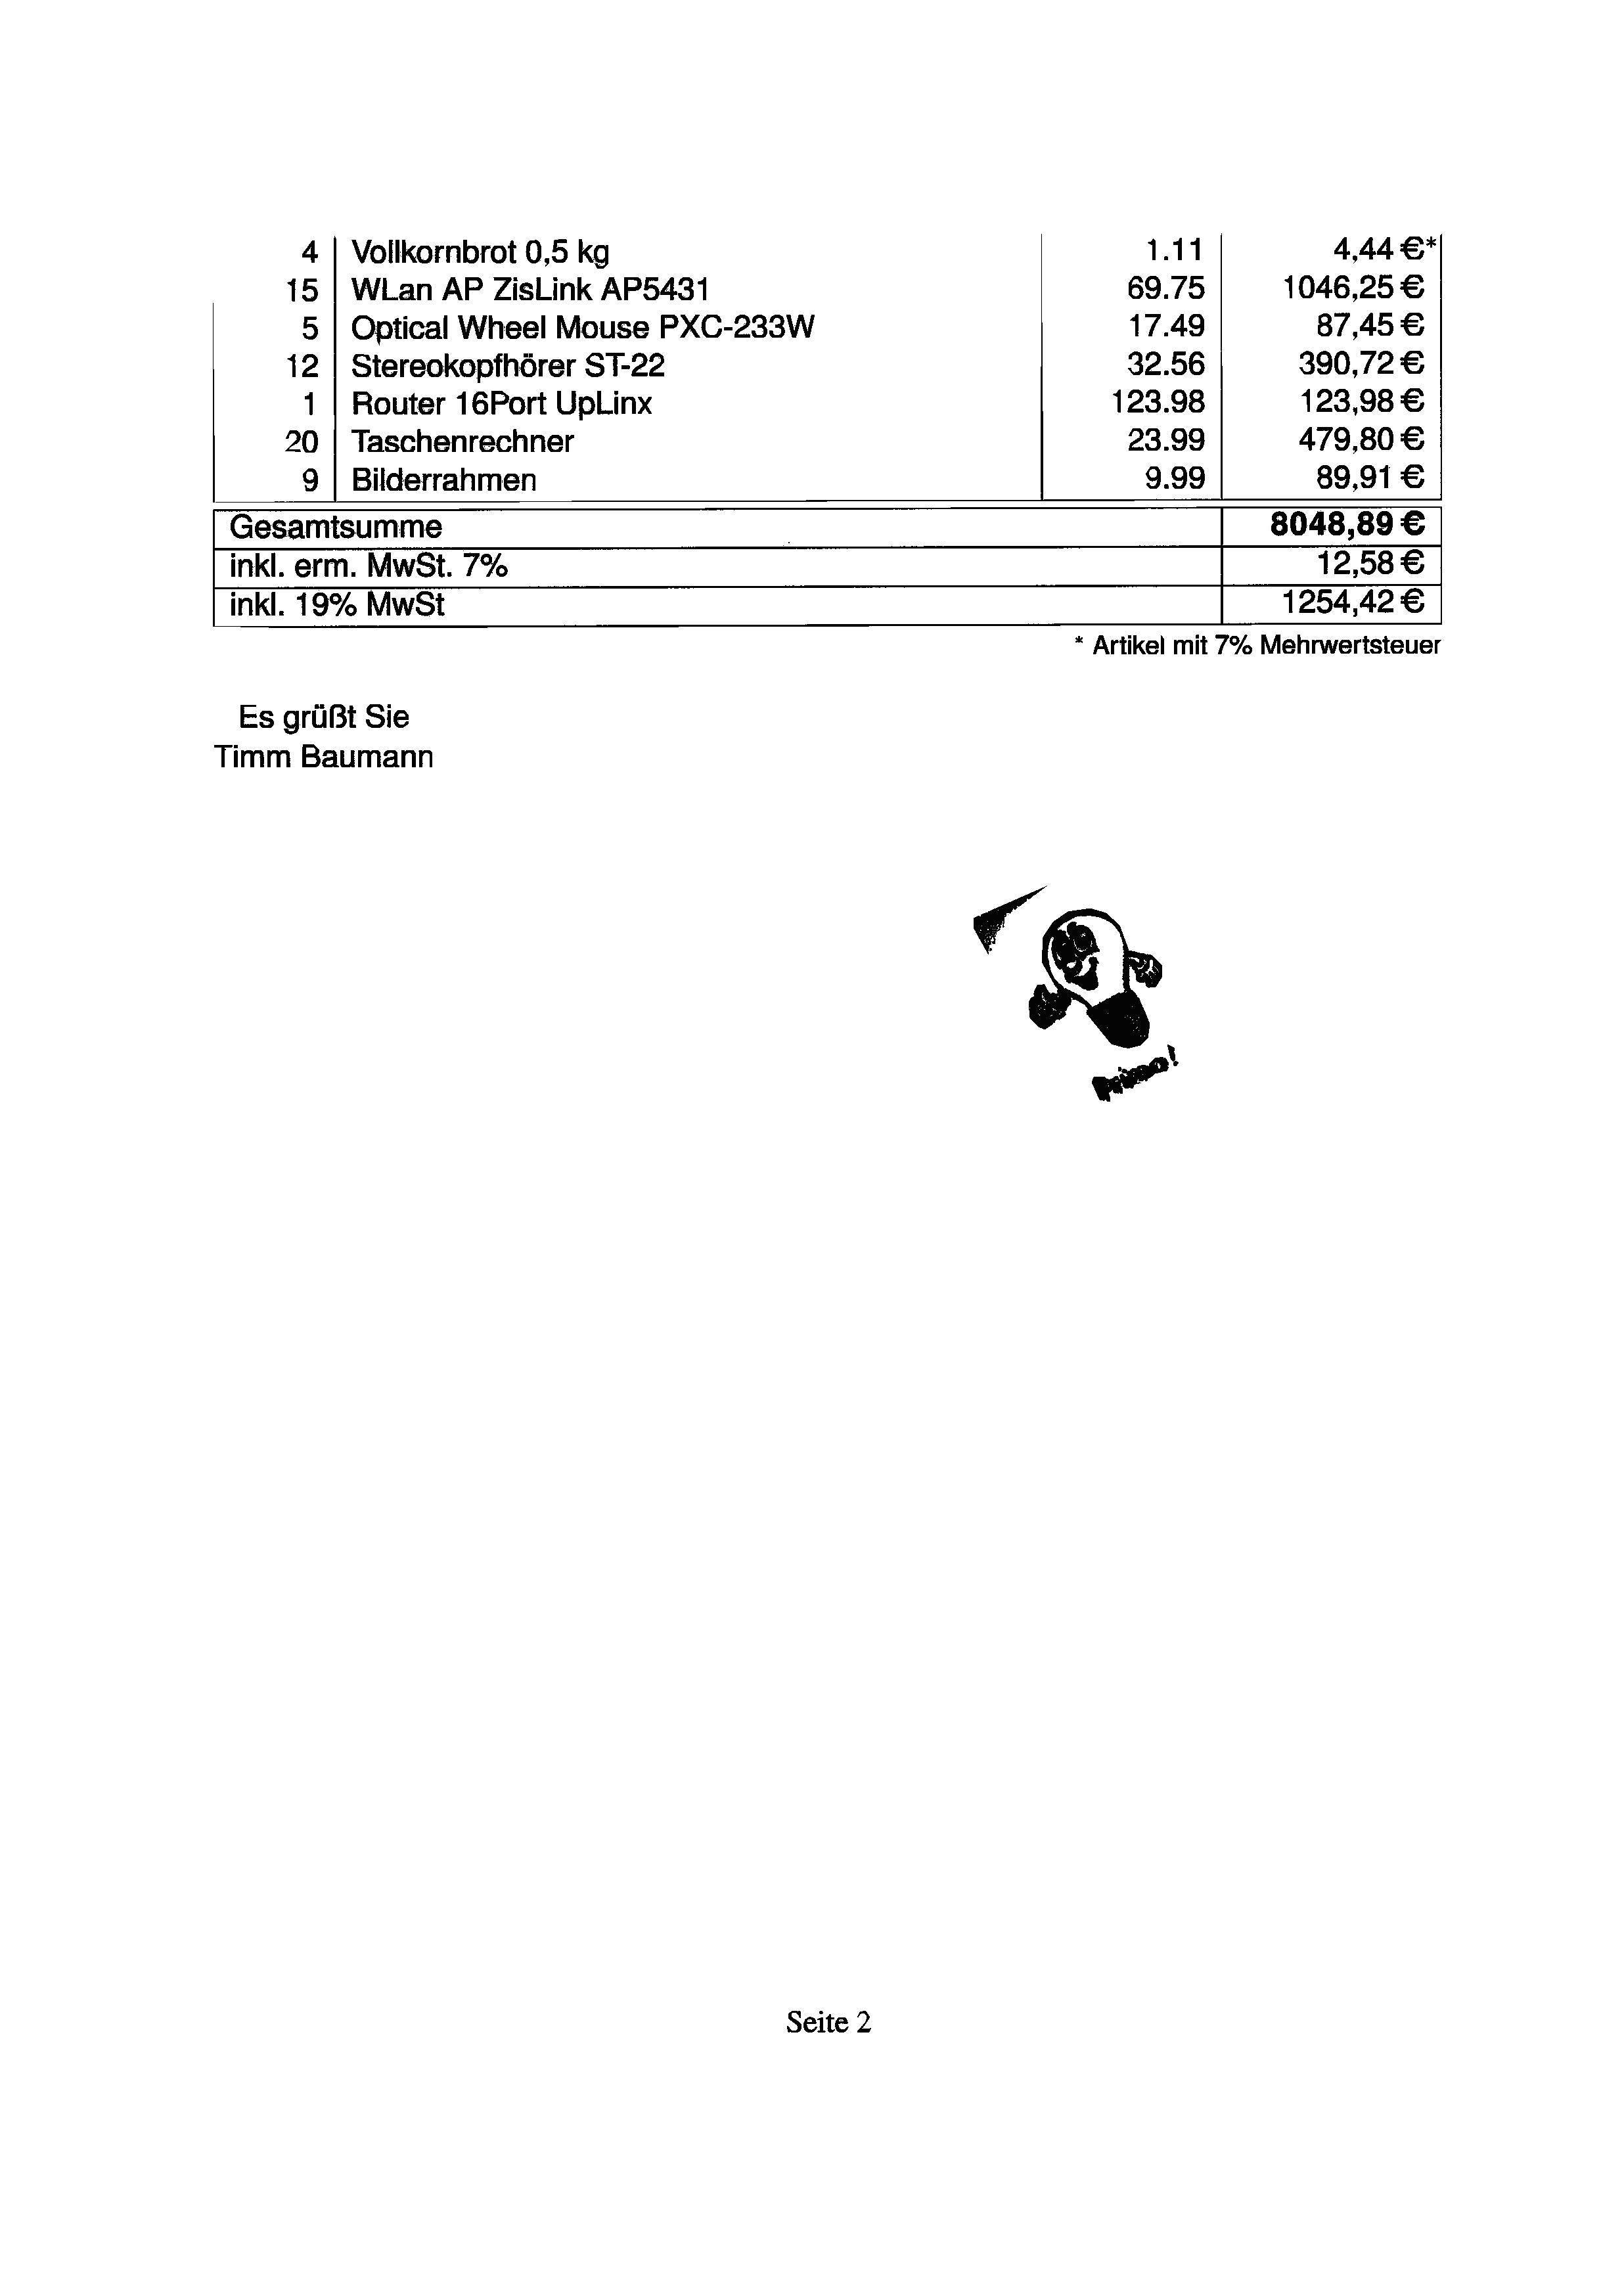 4 Vollkornbrot 0,5 kg 1.11 4,44 €*
15 WLan AP ZisLink AP5431 69.75 1046,25 €
5 Optical Wheel Mouse PXC-233W 17.49 87,45 €
12 Stereokopfhörer ST-22 32.56 390,72 €
1 Router 16Port UpLinx 123.98 123,98 €
20 Taschenrechner 23.99 479,80 €
9 Bilderrahmen 9.99 89,91 €
Gesamtsumme 8048,89 €
inkl. erm. MwSt. 7% 12,58 €
inkl. 19% MwSt 1254,42 €
* Artikel mit 7% Mehrwertsteuer
Es grüßt Sie
Timm Baumann
Seite 2